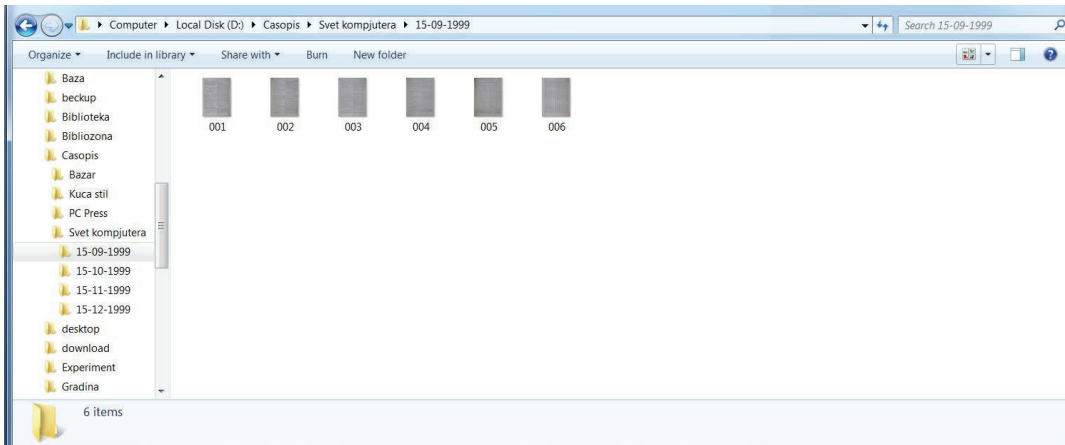 Computer Local Disk (D:) Casopis Svet kompjutera 15-09-1999
Search 15-09-1999
Organize Include in library Share with Burn New folder
Baza
beckup
Biblioteka
Bibliozona
Casopis
Bazar
Kuca stil
PC Press
Svet kompjutera
15-09-1999
15-10-1999
15-11-1999
15-12-1999
desktop
download
Experiment
Gradina
001 002 003 004 005 006
6 items